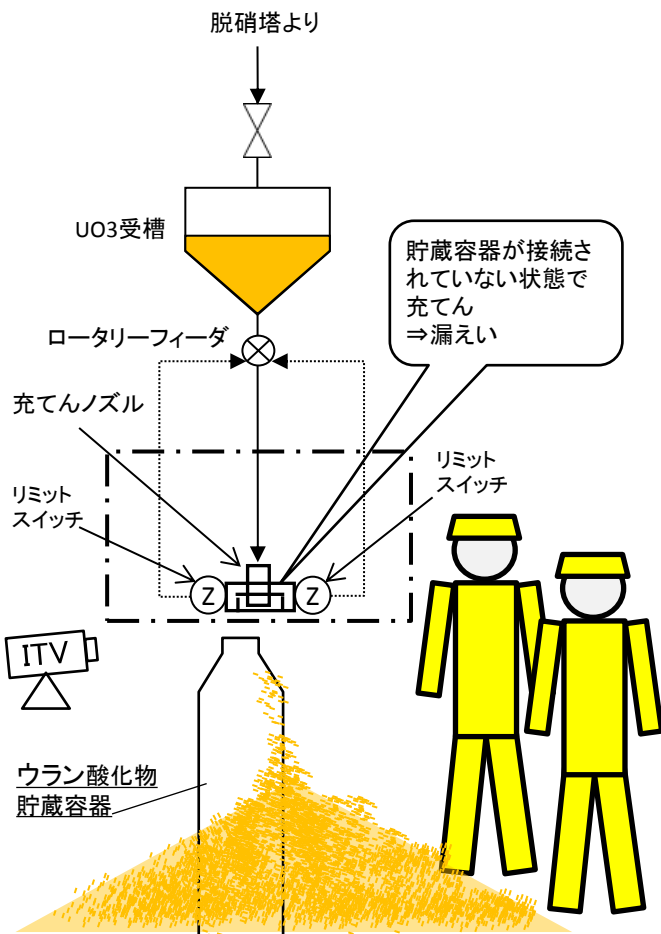 脱硝塔より
UO3受槽
貯蔵容器が接続さ
れていない状態で
充てん
⇒漏えい
ロータリーフィーダ
充てんノズル
リミット
スイッチ
リミット
スイッチ
Z
Z
ITV
ウラン酸化物
貯蔵容器